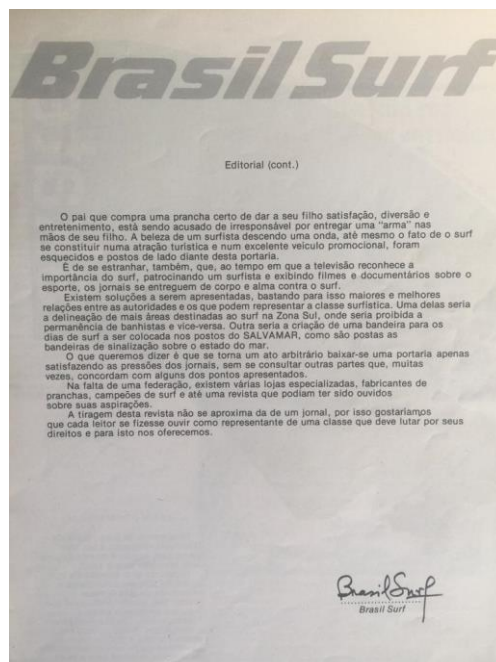 Brasil Surf
Editorial (cont.)
O pai que compra uma prancha certo de dar a seu filho satisfação, diversão e
entretenimento, está sendo acusado de irresponsável por entregar uma "arma" nas
mãos de seu filho. A beleza de um surfista descendo uma onda, até mesmo o fato de o surf
se constituir numa atração turística e num excelente veículo promocional, foram
esquecidos e postos de lado diante desta portaria.
É de se estranhar, também, que, ao tempo em que a televisão reconhece a
importância do surf, patrocinando um surfista e exibindo filmes e documentários sobre o
esporte, os jornais se entreguem de corpo e alma contra o surf.
Existem soluções a serem apresentadas, bastando para isso maiores e melhores
relações entre as autoridades e os que podem representar a classe surfística. Uma delas seria
a delineação de mais áreas destinadas ao surf na Zona Sul, onde seria proibida a
permanência de banhistas e vice-versa. Outra seria a criação de uma bandeira para os
dias de surf a ser colocada nos postos do SALVAMAR, como são postas as
bandeiras de sinalização sobre o estado do mar.
O que queremos dizer é que se torna um ato arbitrário baixar-se uma portaria apenas
satisfazendo as pressões dos jornais, sem se consultar outras partes que, muitas
vezes, concordam com alguns dos pontos apresentados.
Na falta de uma federação, existem várias lojas especializadas, fabricantes de
pranchas, campeões de surf e até uma revista que podiam ter sido ouvidos
sobre suas aspirações.
A tiragem desta revista não se aproxima da de um jornal, por isso gostaríamos
que cada leitor se fizesse ouvir como representante de uma classe que deve lutar por seus
direitos e para isto nos oferecemos.
Brasil Surf
Brasil Surf